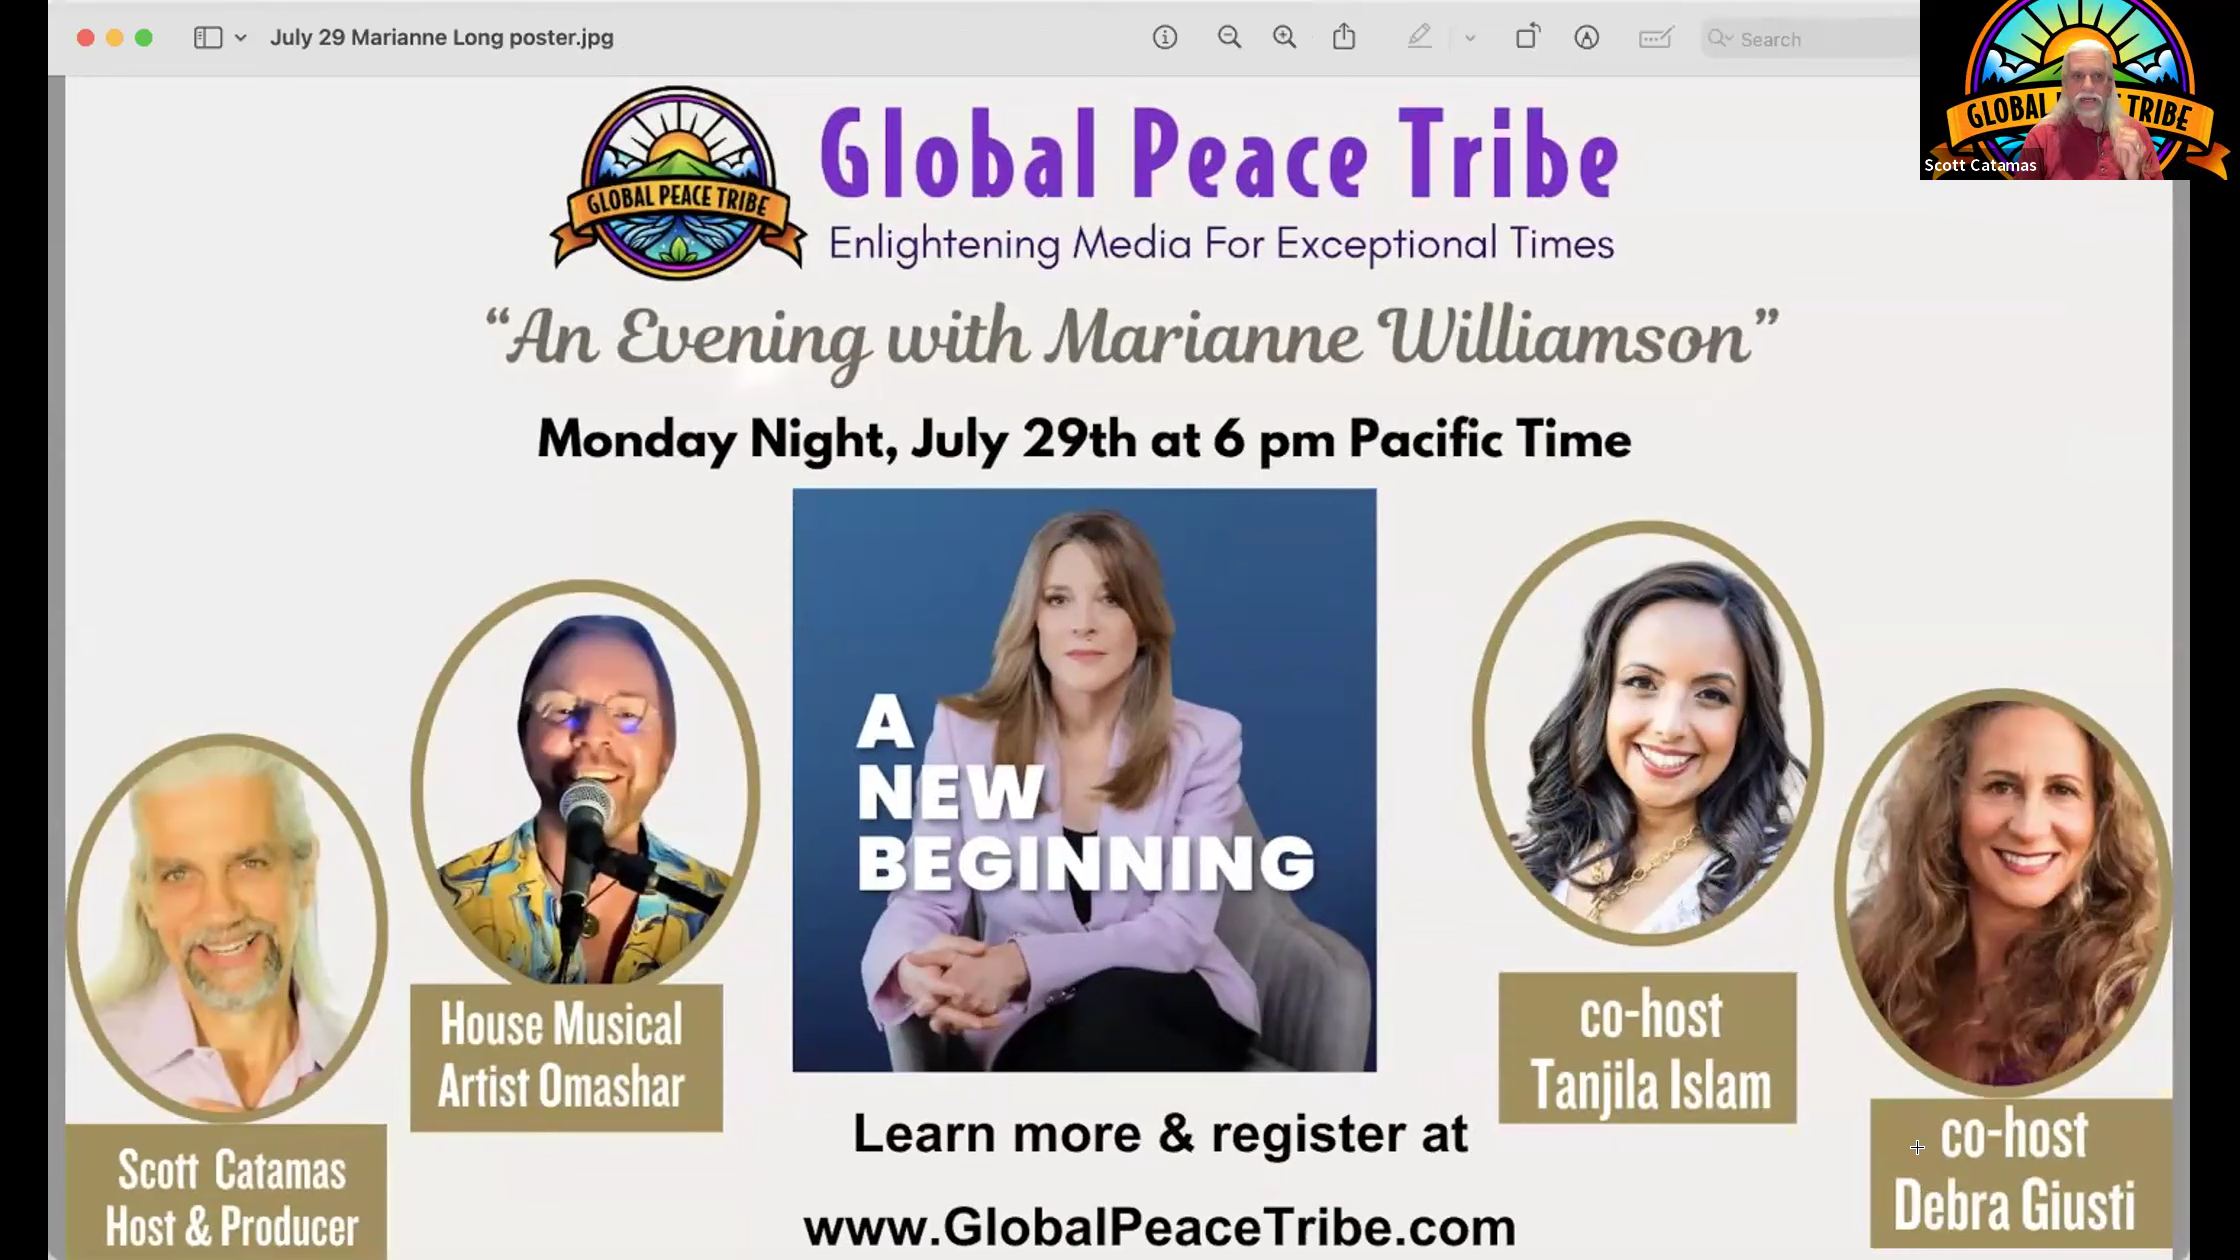 July 29 Marianne Long poster.jpg
Search
GLOBAL PEACE TRIBE
Scott Catamas
GLOBAL PEACE TRIBE
Global Peace Tribe
Enlightening Media For Exceptional Times
“An Evening with Marianne Williamson”
Monday Night, July 29th at 6 pm Pacific Time
A
NEW
BEGINNING
House Musical
Artist Omashar
co-host
Tanjila Islam
Scott Catamas
Host & Producer
co-host
Debra Giusti
Learn more & register at
www.GlobalPeaceTribe.com